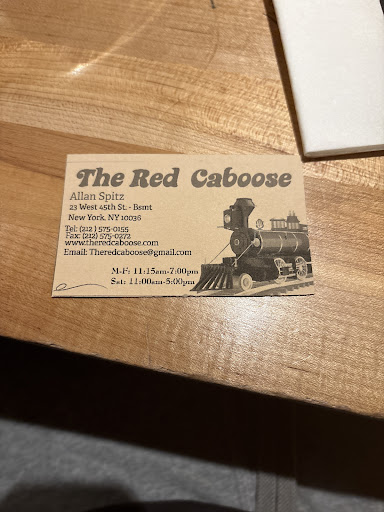 The Red Caboose
Allan Spitz
23 West 45th St. - Bsmt
New York, NY 10036
Tel: (212 ) 575-0155
Fax: (212) 575-0272
www.theredcaboose.com
Email: Theredcaboose@gmail.com
M-F: 11:15am-7:00pm
Sat: 11:00am-5:00pm